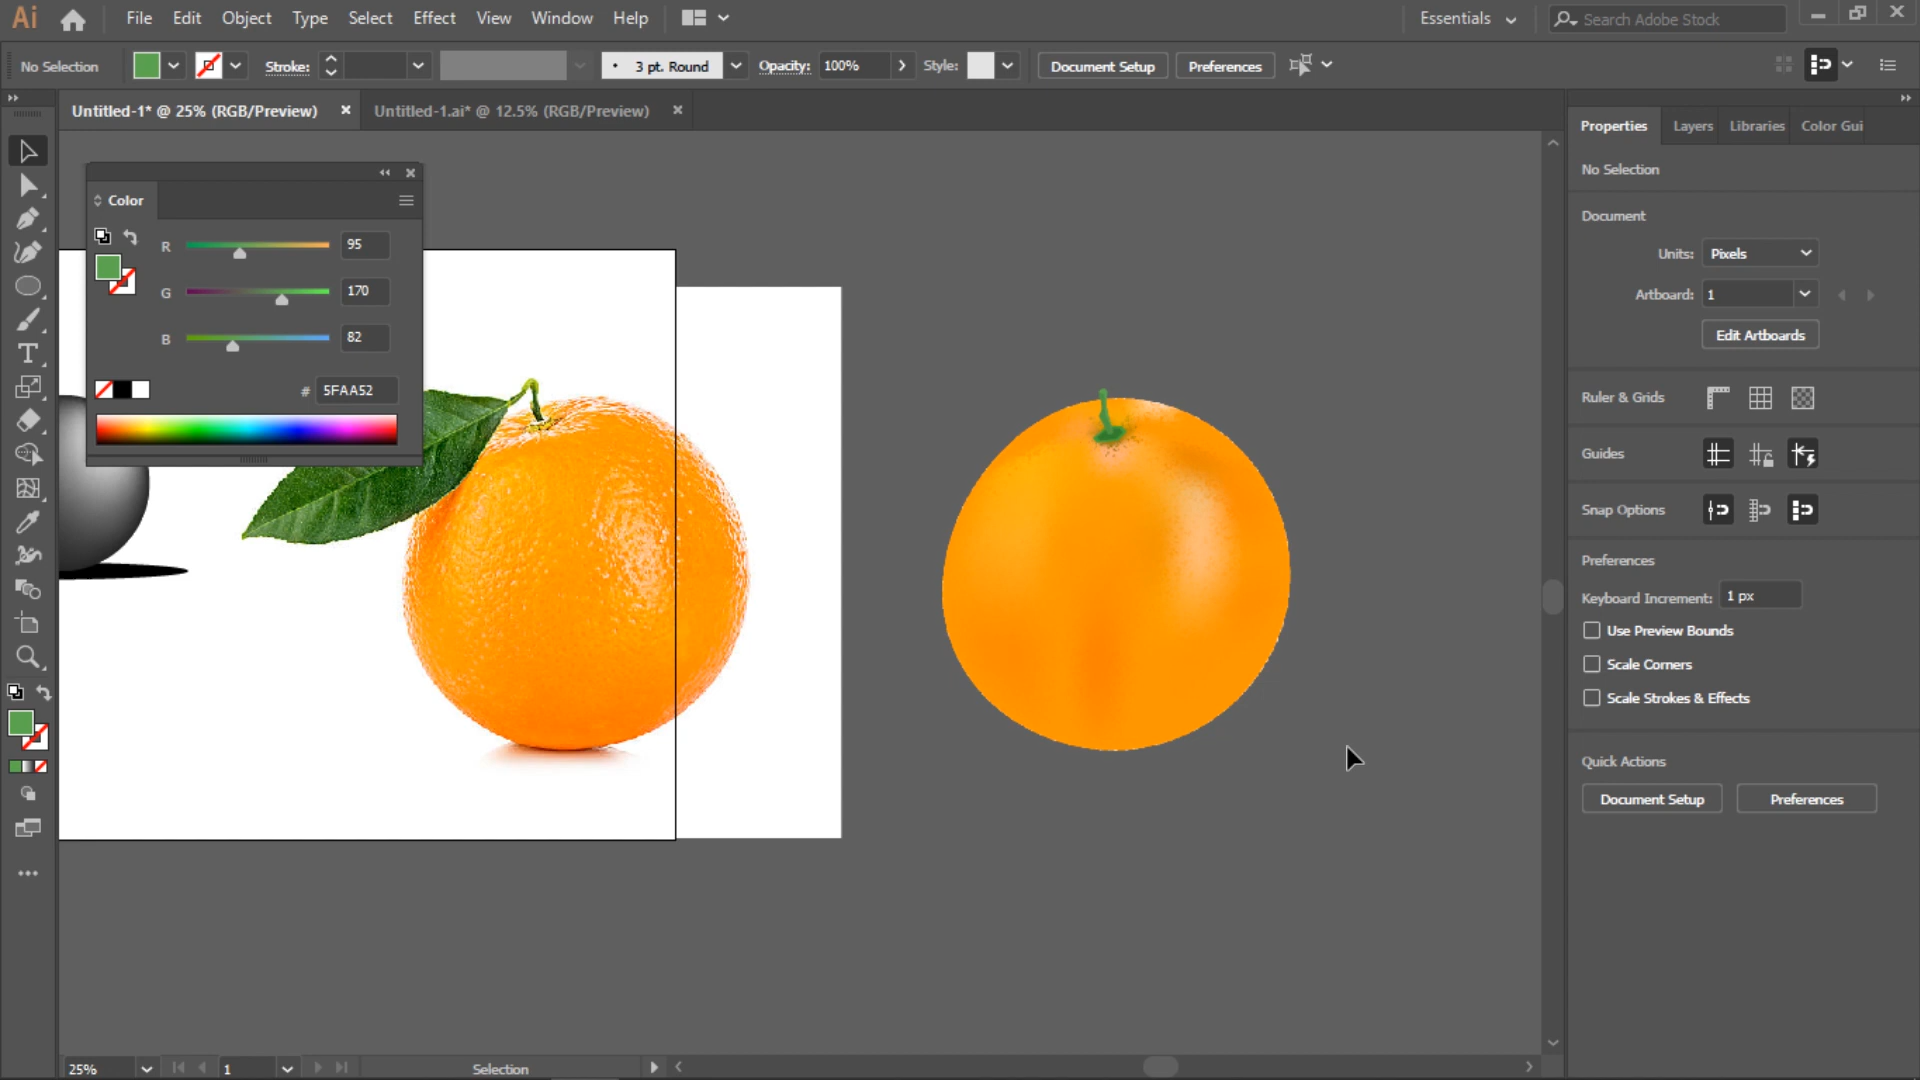 Ai File Edit Object Type Select Effect View Window Help Essentials Search Adobe Stock
No Selection Stroke: 3 pt. Round Opacity: 100% Style: Document Setup Preferences
Untitled-1* @ 25% (RGB/Preview) Untitled-1.ai* @ 12.5% (RGB/Preview)
Color
R 95
G 170
B 82
# 5FAA52
Properties Layers Libraries Color Gui
No Selection
Document
Units: Pixels
Artboard: 1
Edit Artboards
Ruler & Grids
Guides
Snap Options
Preferences
Keyboard Increment: 1 px
Use Preview Bounds
Scale Corners
Scale Strokes & Effects
Quick Actions
Document Setup Preferences
25% 1 Selection